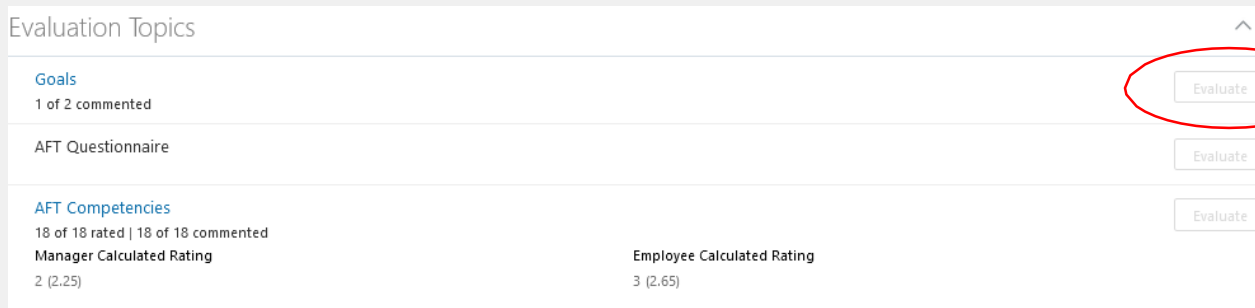 Evaluation Topics
Goals
Evaluate
1 of 2 commented
AFT Questionnaire
Evaluate
AFT Competencies
Evaluate
18 of 18 rated | 18 of 18 commented
Manager Calculated Rating
Employee Calculated Rating
2 (2.25)
3 (2.65)